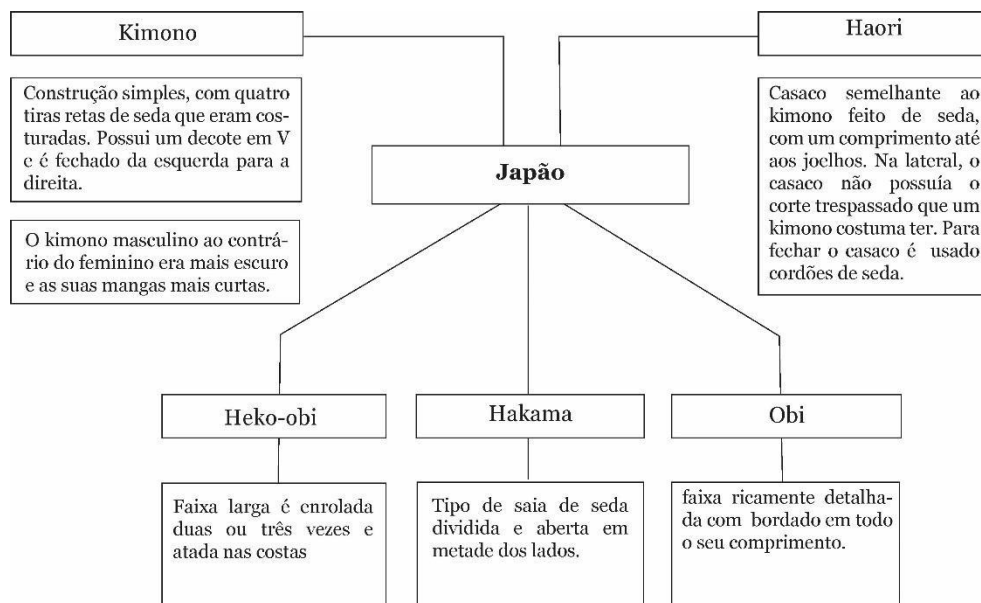 Kimono
Construção simples, com quatro
tiras retas de seda que eram cos-
turadas. Possui um decote em V
e é fechado da esquerda para a
direita.
O kimono masculino ao contrá-
rio do feminino era mais escuro
e as suas mangas mais curtas.
Haori
Casaco semelhante ao
kimono feito de seda,
com um comprimento até
aos joelhos. Na lateral, o
casaco não possuía o
corte trespassado que um
kimono costuma ter. Para
fechar o casaco é usado
cordões de seda.
Japão
Heko-obi
Faixa larga é enrolada
duas ou três vezes e
atada nas costas
Hakama
Tipo de saia de seda
dividida e aberta em
metade dos lados.
Obi
faixa ricamente detalha-
da com bordado em todo
o seu comprimento.